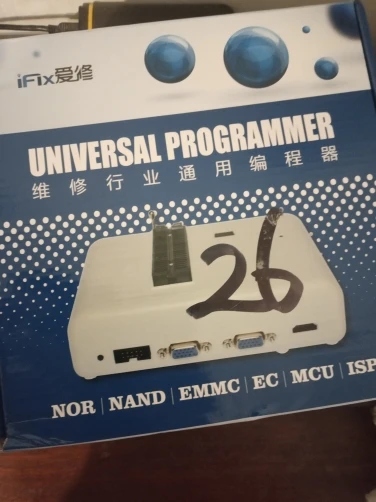 iFix爱修
UNIVERSAL PROGRAMMER
维修行业通用编程器
26
NOR | NAND | EMMC | EC | MCU | ISP